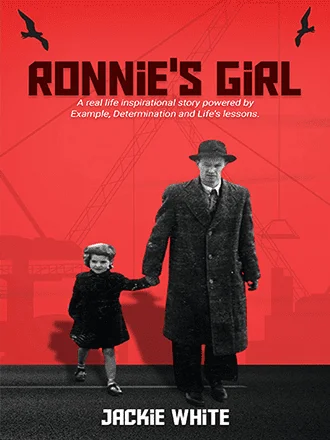 RONNiE'S GiRL
A real life inspirational story powered by
Example, Determination and Life's lessons.
JACKiE WHiTE